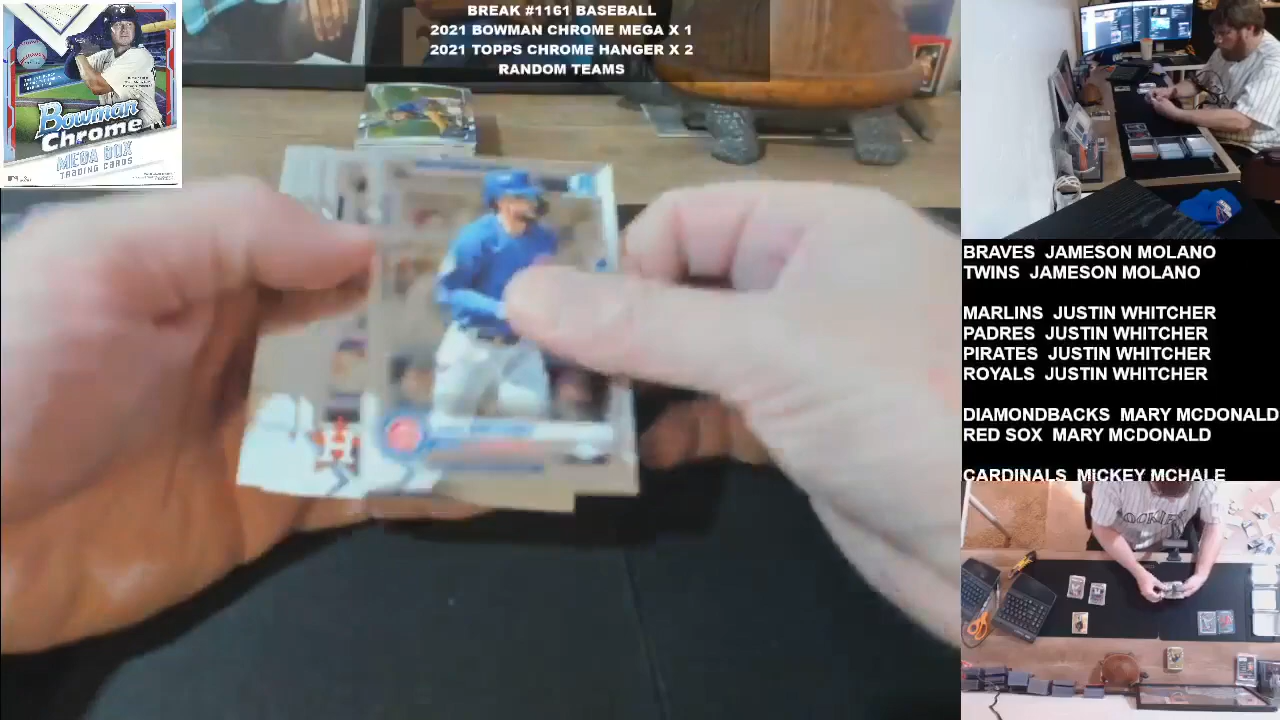 BREAK #1161 BASEBALL
2021 BOWMAN CHROME MEGA X 1
2021 TOPPS CHROME HANGER X 2
RANDOM TEAMS
Bowman
Chrome
MEGA BOX
TRADING CARDS
BRAVES JAMESON MOLANO
TWINS JAMESON MOLANO
MARLINS JUSTIN WHITCHER
PADRES JUSTIN WHITCHER
PIRATES JUSTIN WHITCHER
ROYALS JUSTIN WHITCHER
DIAMONDBACKS MARY MCDONALD
RED SOX MARY MCDONALD
CARDINALS MICKEY MCHALE